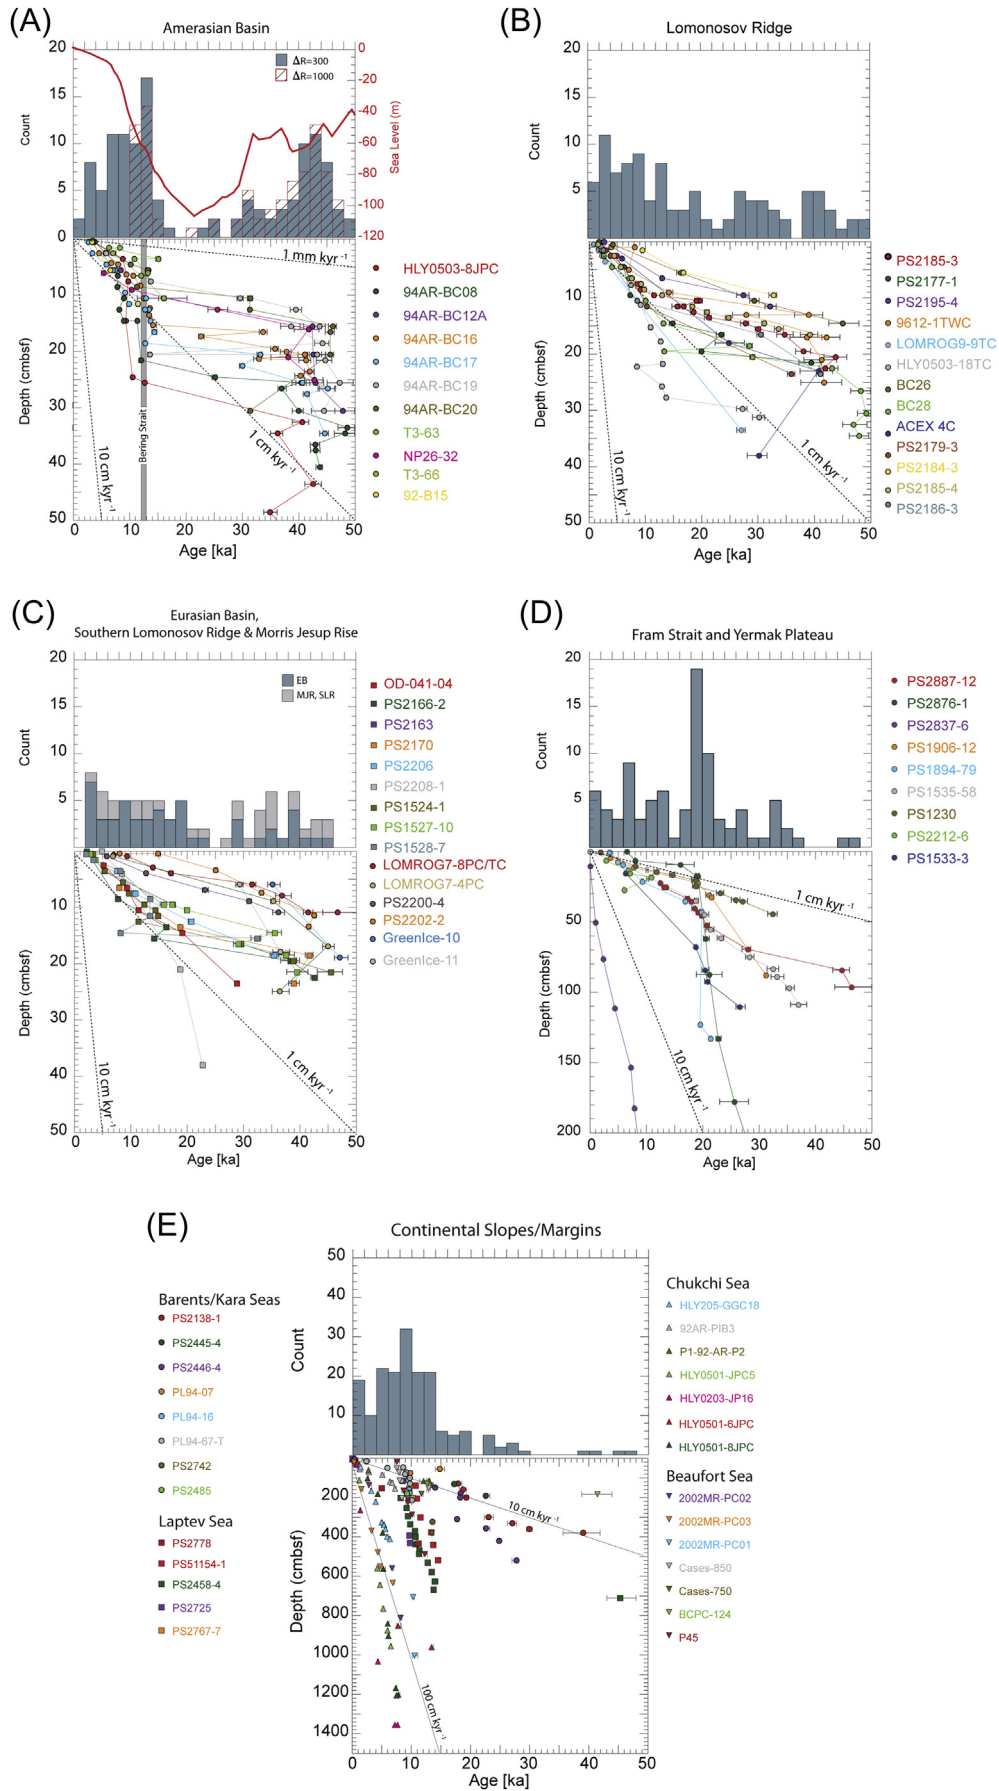 (A)
Amerasian Basin
ΔR=300
ΔR=1000
20
15
10
5
0
Count
0
-20
-40
-60
-80
-100
-120
Sea Level (m)
1 mm kyr -1
1 cm kyr -1
10 cm kyr -1
Bering Strait
10
20
30
40
50
Depth (cmbsf)
0 10 20 30 40 50
Age [ka]
HLY0503-8JPC
94AR-BC08
94AR-BC12A
94AR-BC16
94AR-BC17
94AR-BC19
94AR-BC20
T3-63
NP26-32
T3-66
92-B15
(B)
Lomonosov Ridge
20
15
10
5
0
Count
10
20
30
40
50
Depth (cmbsf)
1 cm kyr -1
10 cm kyr -1
0 10 20 30 40 50
Age [ka]
PS2185-3
PS2177-1
PS2195-4
9612-1TWC
LOMROG9-9TC
HLY0503-18TC
BC26
BC28
ACEX 4C
PS2179-3
PS2184-3
PS2185-4
PS2186-3
(C)
Eurasian Basin,
Southern Lomonosov Ridge & Morris Jesup Rise
EB
MJR, SLR
20
15
10
5
Count
10
20
30
40
50
Depth (cmbsf)
1 cm kyr -1
10 cm kyr -1
0 10 20 30 40 50
Age [ka]
OD-041-04
PS2166-2
PS2163
PS2170
PS2206
PS2208-1
PS1524-1
PS1527-10
PS1528-7
LOMROG7-8PC/TC
LOMROG7-4PC
PS2200-4
PS2202-2
GreenIce-10
GreenIce-11
(D)
Fram Strait and Yermak Plateau
20
15
10
5
Count
50
100
150
200
Depth (cmbsf)
1 cm kyr -1
10 cm kyr -1
0 10 20 30 40 50
Age [ka]
PS2887-12
PS2876-1
PS2837-6
PS1906-12
PS1894-79
PS1535-58
PS1230
PS2212-6
PS1533-3
(E)
Continental Slopes/Margins
50
40
30
20
10
Count
200
400
600
800
1000
1200
1400
Depth (cmbsf)
10 cm kyr -1
100 cm kyr -1
0 10 20 30 40 50
Age [ka]
Barents/Kara Seas
PS2138-1
PS2445-4
PS2446-4
PL94-07
PL94-16
PL94-67-T
PS2742
PS2485
Laptev Sea
PS2778
PS51154-1
PS2458-4
PS2725
PS2767-7
Chukchi Sea
HLY205-GGC18
92AR-PIB3
P1-92-AR-P2
HLY0501-JPC5
HLY0203-JP16
HLY0501-6JPC
HLY0501-8JPC
Beaufort Sea
2002MR-PC02
2002MR-PC03
2002MR-PC01
Cases-850
Cases-750
BCPC-124
P45